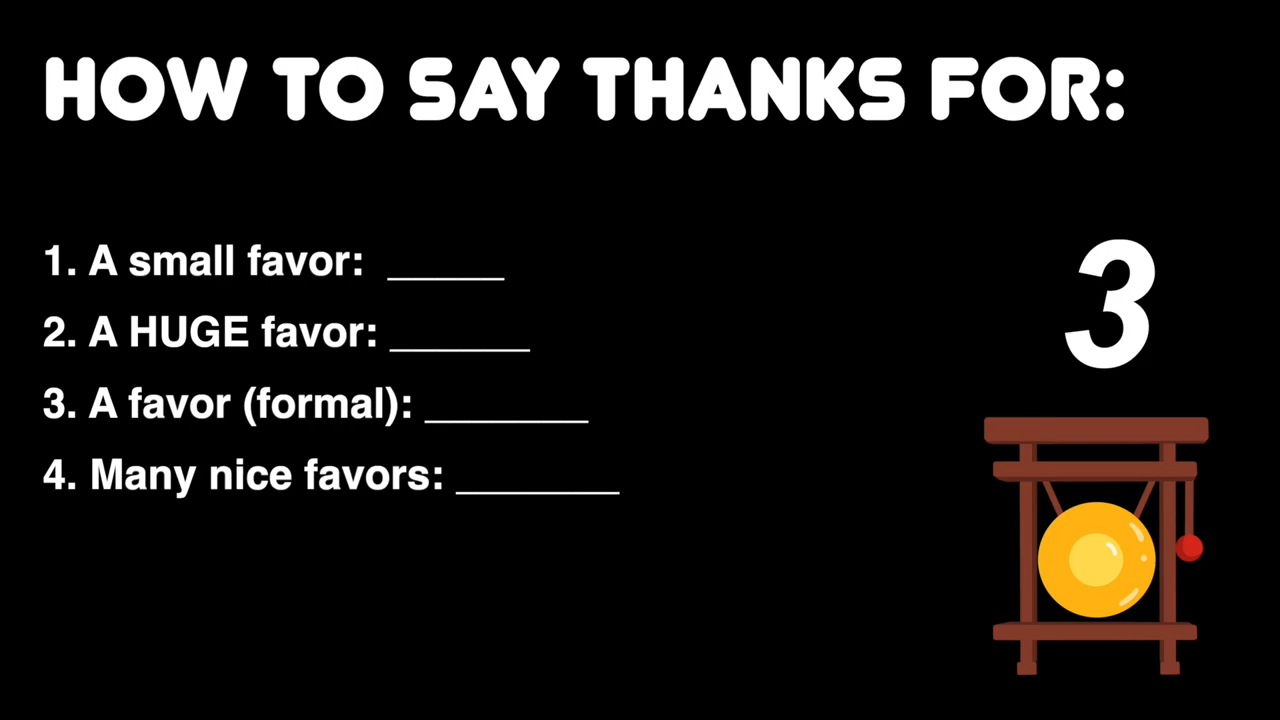 HOW TO SAY THANKS FOR:
1. A small favor: _____
2. A HUGE favor: ______
3. A favor (formal): _______
4. Many nice favors: _______
3